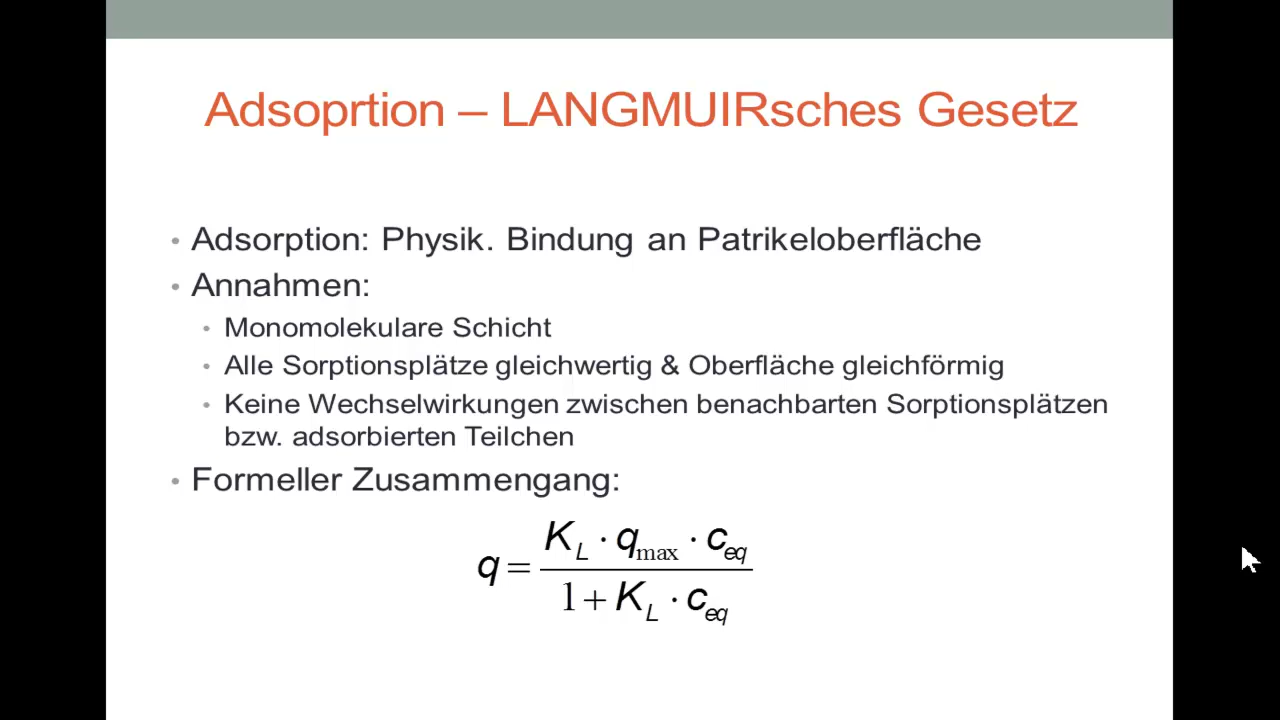 Adsoprtion – LANGMUIRsches Gesetz
• Adsorption: Physik. Bindung an Patrikeloberfläche
• Annahmen:
• Monomolekulare Schicht
• Alle Sorptionsplätze gleichwertig & Oberfläche gleichförmig
• Keine Wechselwirkungen zwischen benachbarten Sorptionsplätzen
bzw. adsorbierten Teilchen
• Formeller Zusammengang:
q = (K_L · q_max · c_eq) / (1 + K_L · c_eq)